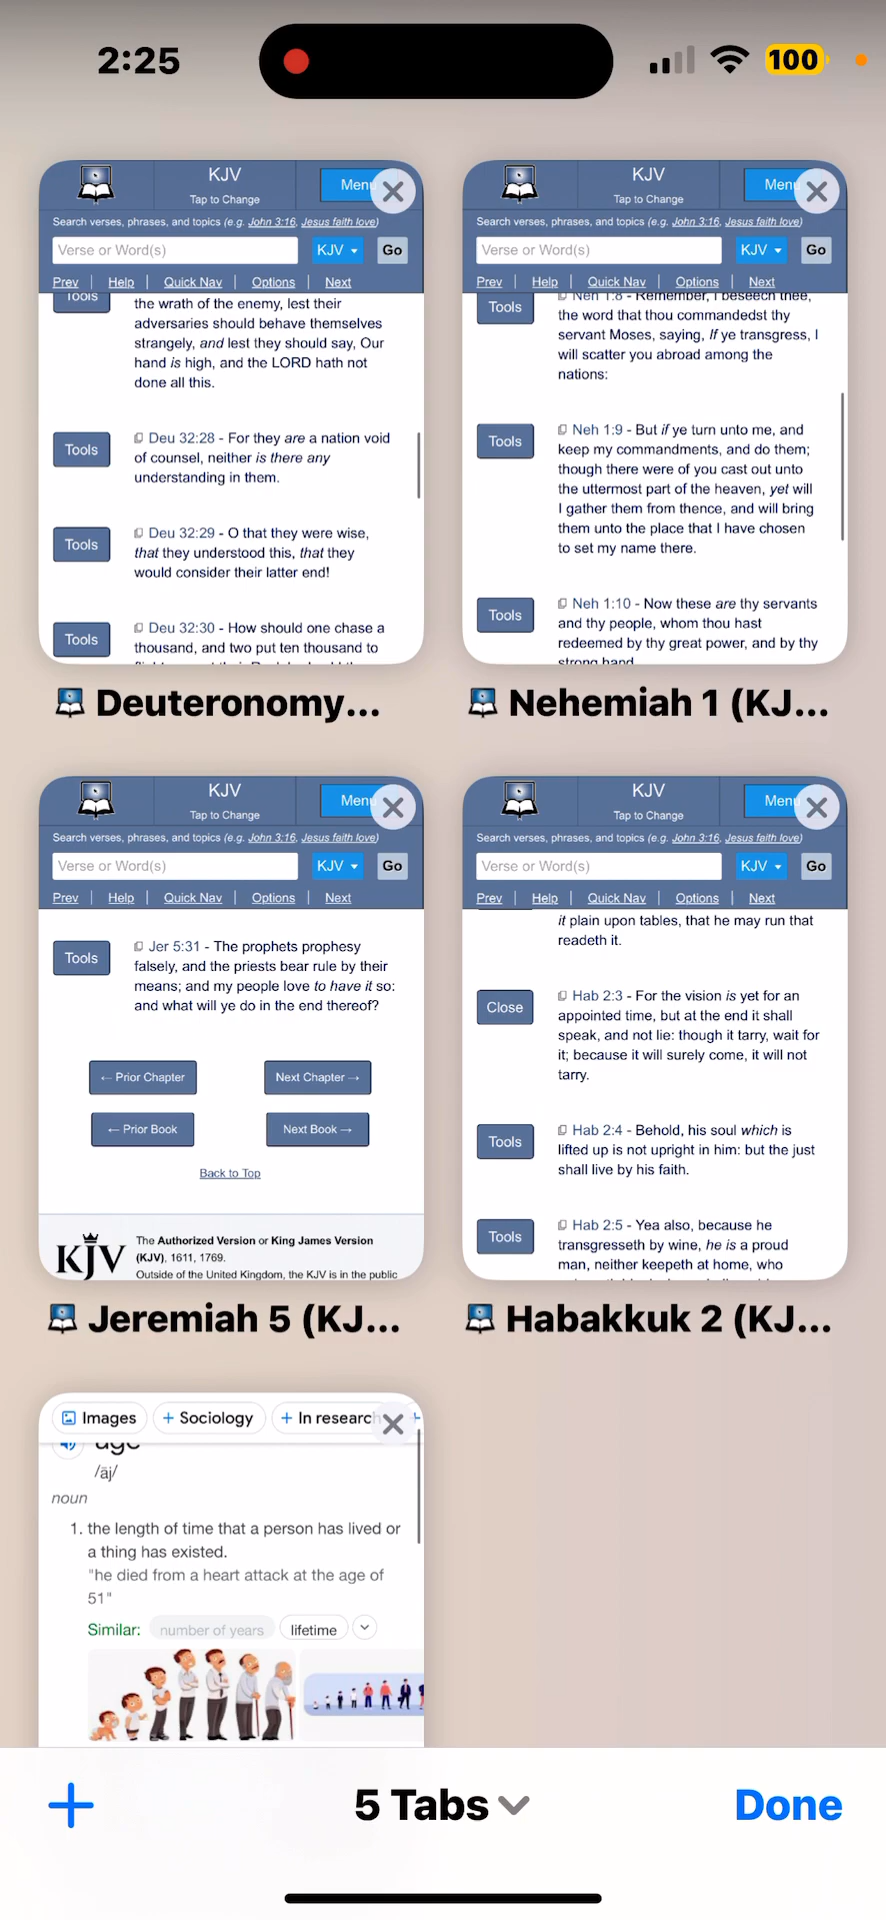 2:25
100
KJV
Tap to Change
Menu
Search verses, phrases, and topics (e.g. John 3:16, Jesus faith love)
Verse or Word(s)
KJV
Go
Prev | Help | Quick Nav | Options | Next
Tools
the wrath of the enemy, lest their
adversaries should behave themselves
strangely, and lest they should say, Our
hand is high, and the LORD hath not
done all this.
Tools
Deu 32:28 - For they are a nation void
of counsel, neither is there any
understanding in them.
Tools
Deu 32:29 - O that they were wise,
that they understood this, that they
would consider their latter end!
Tools
Deu 32:30 - How should one chase a
thousand, and two put ten thousand to
Deuteronomy...
KJV
Tap to Change
Menu
Search verses, phrases, and topics (e.g. John 3:16, Jesus faith love)
Verse or Word(s)
KJV
Go
Prev | Help | Quick Nav | Options | Next
Tools
Neh 1:8 - Remember, I beseech thee,
the word that thou commandedst thy
servant Moses, saying, If ye transgress, I
will scatter you abroad among the
nations:
Tools
Neh 1:9 - But if ye turn unto me, and
keep my commandments, and do them;
though there were of you cast out unto
the uttermost part of the heaven, yet will
I gather them from thence, and will bring
them unto the place that I have chosen
to set my name there.
Tools
Neh 1:10 - Now these are thy servants
and thy people, whom thou hast
redeemed by thy great power, and by thy
strong hand
Nehemiah 1 (KJ...
KJV
Tap to Change
Menu
Search verses, phrases, and topics (e.g. John 3:16, Jesus faith love)
Verse or Word(s)
KJV
Go
Prev | Help | Quick Nav | Options | Next
Tools
Jer 5:31 - The prophets prophesy
falsely, and the priests bear rule by their
means; and my people love to have it so:
and what will ye do in the end thereof?
← Prior Chapter
Next Chapter →
← Prior Book
Next Book →
Back to Top
KJV
The Authorized Version or King James Version
(KJV), 1611, 1769.
Outside of the United Kingdom, the KJV is in the public
Jeremiah 5 (KJ...
KJV
Tap to Change
Menu
Search verses, phrases, and topics (e.g. John 3:16, Jesus faith love)
Verse or Word(s)
KJV
Go
Prev | Help | Quick Nav | Options | Next
it plain upon tables, that he may run that
readeth it.
Close
Hab 2:3 - For the vision is yet for an
appointed time, but at the end it shall
speak, and not lie: though it tarry, wait for
it; because it will surely come, it will not
tarry.
Tools
Hab 2:4 - Behold, his soul which is
lifted up is not upright in him: but the just
shall live by his faith.
Tools
Hab 2:5 - Yea also, because he
transgresseth by wine, he is a proud
man, neither keepeth at home, who
Habakkuk 2 (KJ...
Images
+ Sociology
+ In research
age
/āj/
noun
1. the length of time that a person has lived or
a thing has existed.
"he died from a heart attack at the age of
51"
Similar:
number of years
lifetime
5 Tabs
Done